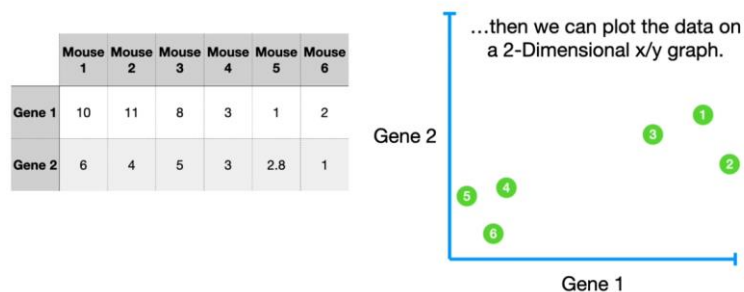 Mouse Mouse Mouse Mouse Mouse Mouse
1 2 3 4 5 6
Gene 1 10 11 8 3 1 2
Gene 2 6 4 5 3 2.8 1
...then we can plot the data on
a 2-Dimensional x/y graph.
Gene 2
1
3
2
4
5
6
Gene 1